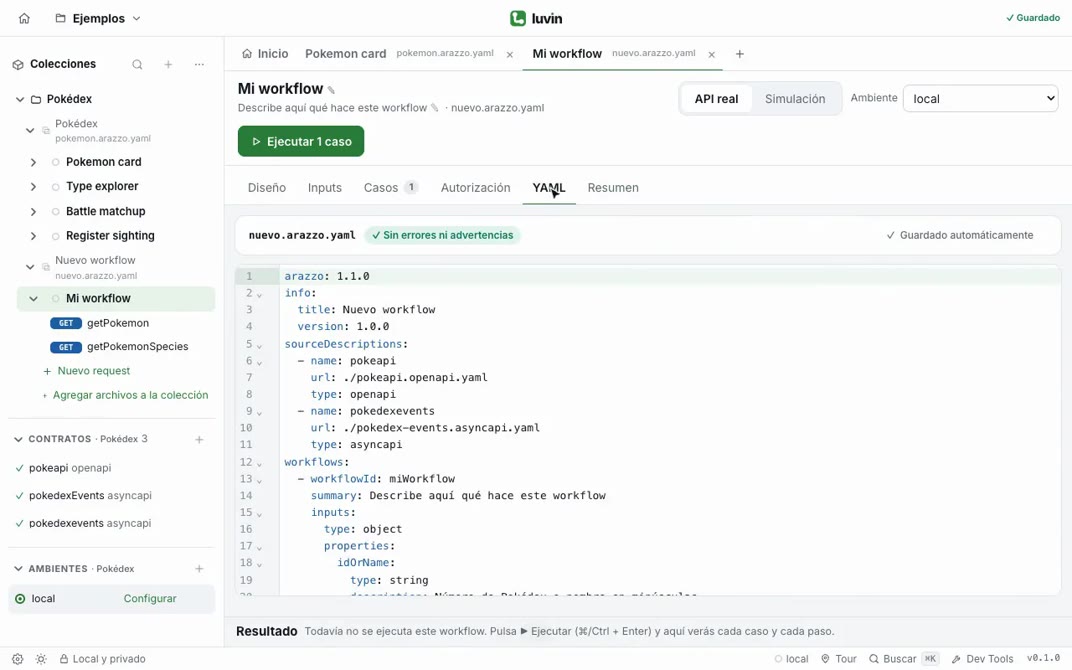 Ejemplos
luvin
Guardado
Colecciones
Inicio
Pokemon card pokemon.arazzo.yaml
Mi workflow nuevo.arazzo.yaml
Mi workflow
Describe aquí qué hace este workflow · nuevo.arazzo.yaml
API real
Simulación
Ambiente
local
Ejecutar 1 caso
Pokédex
Pokédex
pokemon.arazzo.yaml
Pokemon card
Type explorer
Battle matchup
Register sighting
Nuevo workflow
nuevo.arazzo.yaml
Mi workflow
GET getPokemon
GET getPokemonSpecies
+ Nuevo request
+ Agregar archivos a la colección
CONTRATOS · Pokédex 3
pokeapi openapi
pokedexEvents asyncapi
pokedexevents asyncapi
AMBIENTES · Pokédex
local Configurar
Diseño Inputs Casos 1 Autorización YAML Resumen
nuevo.arazzo.yaml
Sin errores ni advertencias
Guardado automáticamente
1 arazzo: 1.1.0
2 info:
3 title: Nuevo workflow
4 version: 1.0.0
5 sourceDescriptions:
6 - name: pokeapi
7 url: ./pokeapi.openapi.yaml
8 type: openapi
9 - name: pokedexevents
10 url: ./pokedex-events.asyncapi.yaml
11 type: asyncapi
12 workflows:
13 - workflowId: miWorkflow
14 summary: Describe aquí qué hace este workflow
15 inputs:
16 type: object
17 properties:
18 idOrName:
19 type: string
Resultado Todavía no se ejecuta este workflow. Pulsa ▶ Ejecutar (⌘/Ctrl + Enter) y aquí verás cada caso y cada paso.
Local y privado
local
Tour
Buscar ⌘K
Dev Tools
v0.1.0